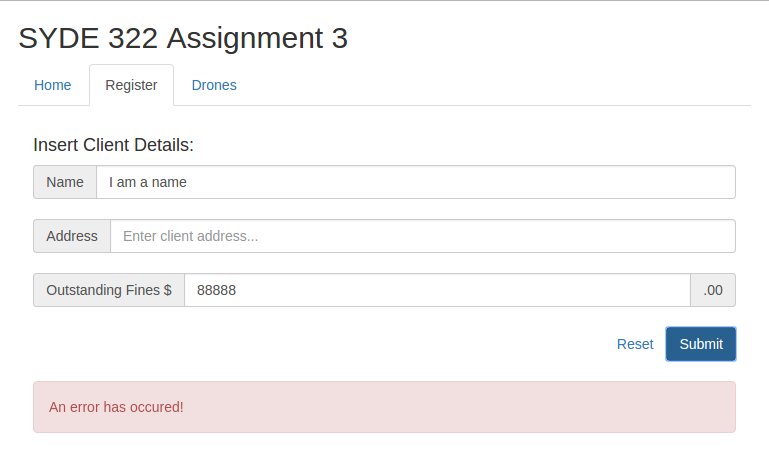 SYDE 322 Assignment 3
Home Register Drones
Insert Client Details:
Name I am a name
Address Enter client address...
Outstanding Fines $ 88888 .00
Reset Submit
An error has occured!